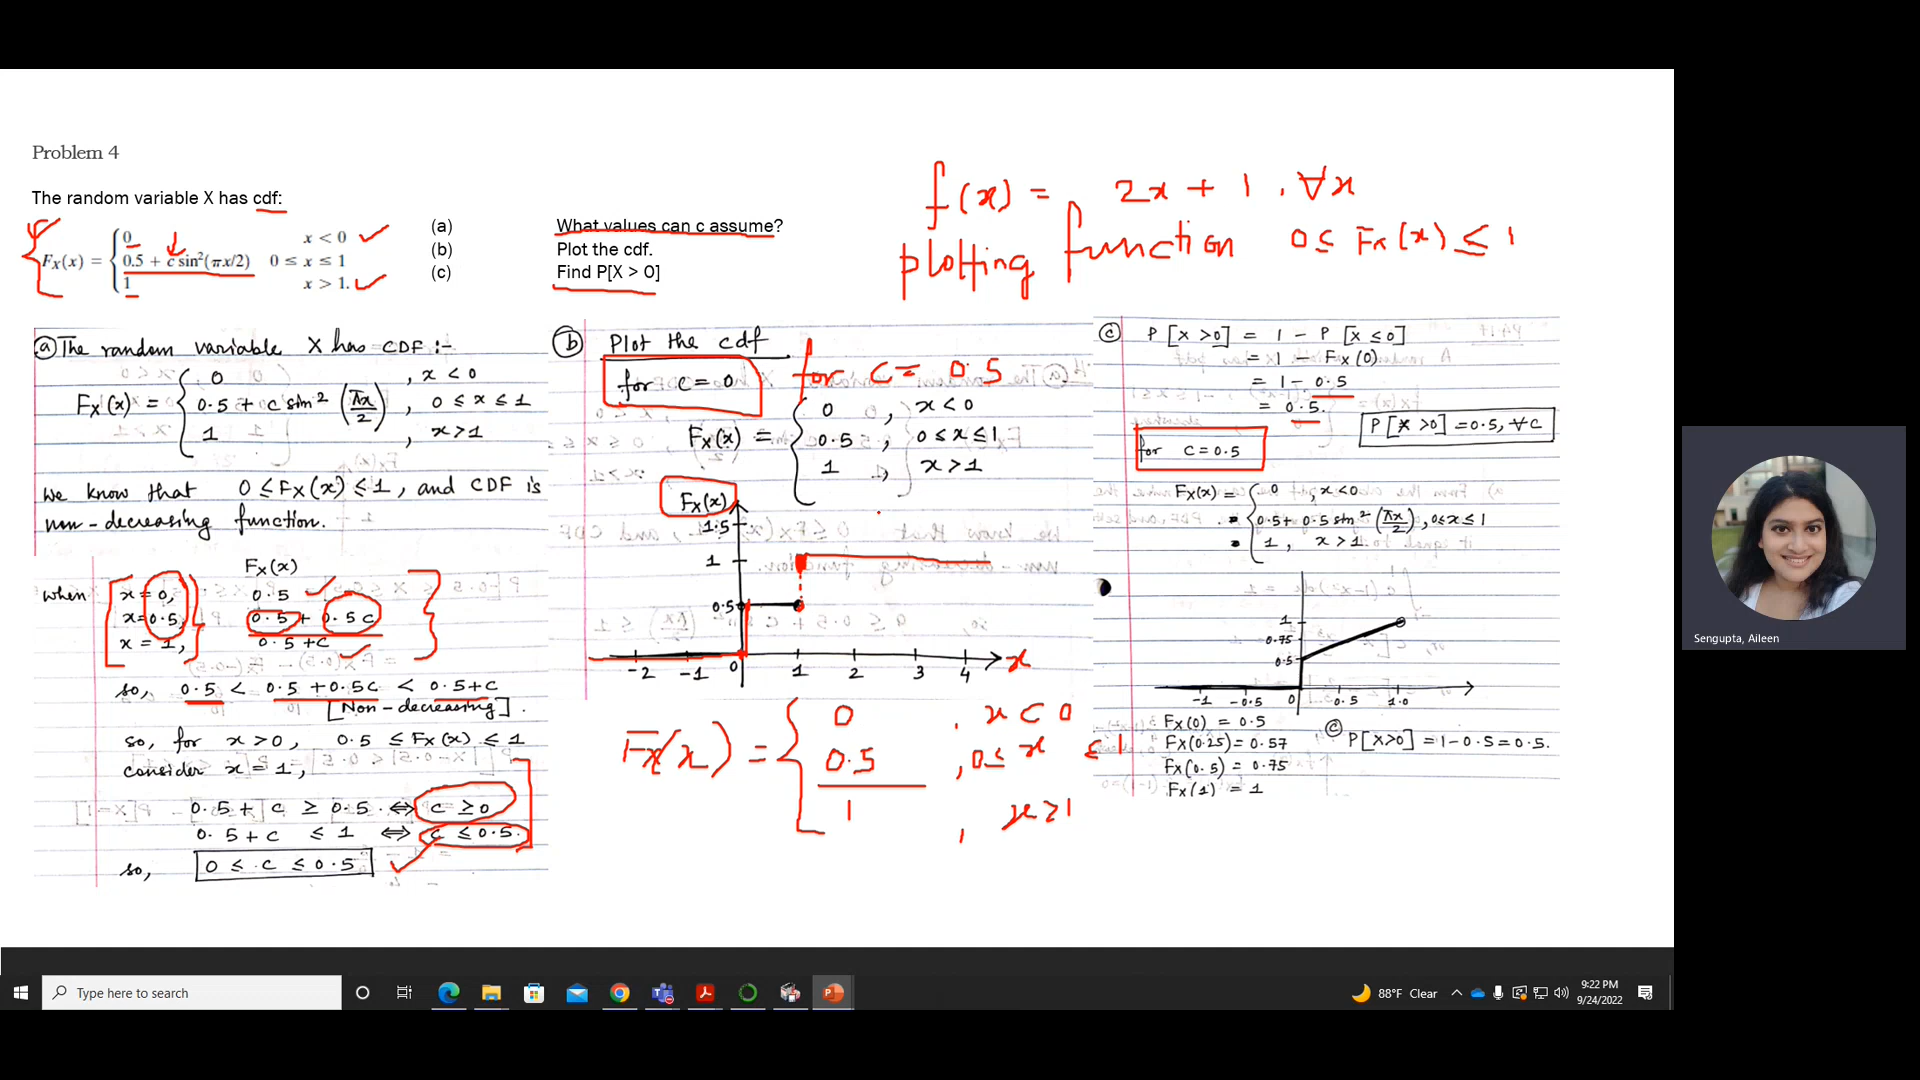 Problem 4
The random variable X has cdf:
F_X(x) = { 0 x < 0
0.5 + c sin²(πx/2) 0 ≤ x ≤ 1
1 x > 1.
(a) What values can c assume?
(b) Plot the cdf.
(c) Find P[X > 0]
f(x) = 2x + 1 , ∀x
plotting function 0 ≤ Fx(x) ≤ 1
(a) The random variable X has CDF :-
Fx(x) = { 0 , x < 0
0.5 + c sin² (πx/2) , 0 ≤ x ≤ 1
1 , x > 1
We know that 0 ≤ Fx(x) ≤ 1, and CDF is
non-decreasing function.
Fx(x)
when x = 0, 0.5
x = 0.5, 0.5 + 0.5c
x = 1, 0.5 + c
so, 0.5 < 0.5 + 0.5c < 0.5 + c
[Non-decreasing].
so, for x > 0, 0.5 ≤ Fx(x) ≤ 1
consider x = 1,
0.5 + c ≥ 0.5 ⇔ c ≥ 0
0.5 + c ≤ 1 ⇔ c ≤ 0.5.
so, 0 ≤ c ≤ 0.5
(b) Plot the cdf
for c = 0
for c = 0.5
Fx(x) = { 0 , x < 0
0.5 , 0 ≤ x ≤ 1
1 , x > 1
Fx(x)
1.5
1
0.5
-2 -1 0 1 2 3 4 x
Fx(x) = { 0 , x < 0
0.5 , 0 ≤ x ≤ 1
1 , x ≥ 1
(c) P[X > 0] = 1 - P[X ≤ 0]
= 1 - Fx(0)
= 1 - 0.5
= 0.5.
P[X > 0] = 0.5, ∀c
for c = 0.5
Fx(x) = { 0 , x < 0
0.5 + 0.5 sin² (πx/2) , 0 ≤ x ≤ 1
1 , x > 1
1
0.75
0.5
-1 -0.5 0 0.5 1.0
Fx(0) = 0.5
Fx(0.25) = 0.57
Fx(0.5) = 0.75
Fx(1) = 1
(c) P[X>0] = 1 - 0.5 = 0.5.
Sengupta, Aileen
Type here to search
88°F Clear
9:22 PM
9/24/2022